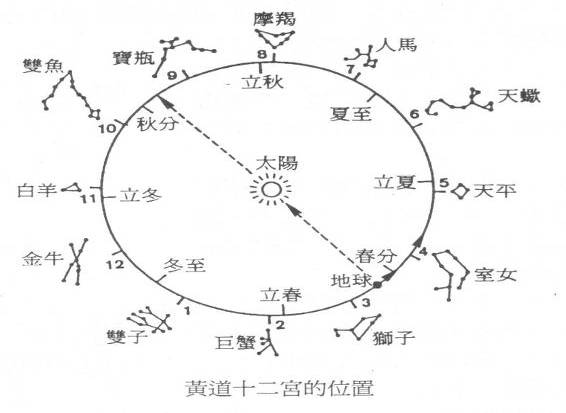 摩羯
8
立秋
人馬
7
夏至
天蠍
6
立夏
5
天平
春分
4
室女
地球
3
獅子
立春
2
巨蟹
冬至
1
雙子
金牛
12
白羊
11
立冬
雙魚
10
秋分
寶瓶
9
太陽
黃道十二宮的位置